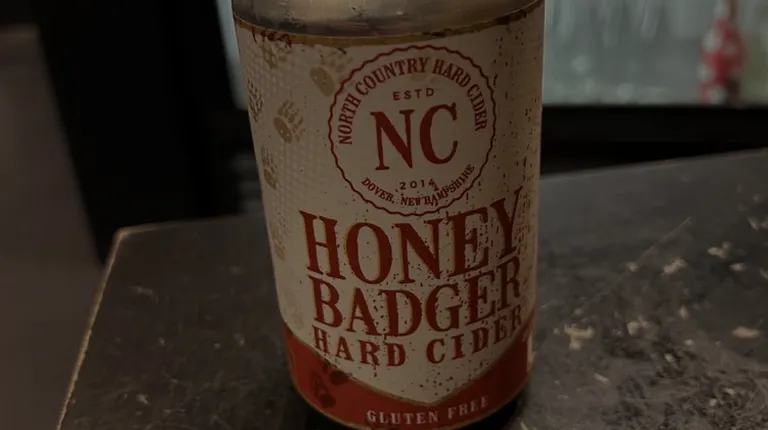 NORTH COUNTRY HARD CIDER
ESTD
NC
2014
DOVER, NEW HAMPSHIRE
HONEY
BADGER
HARD CIDER
GLUTEN FREE